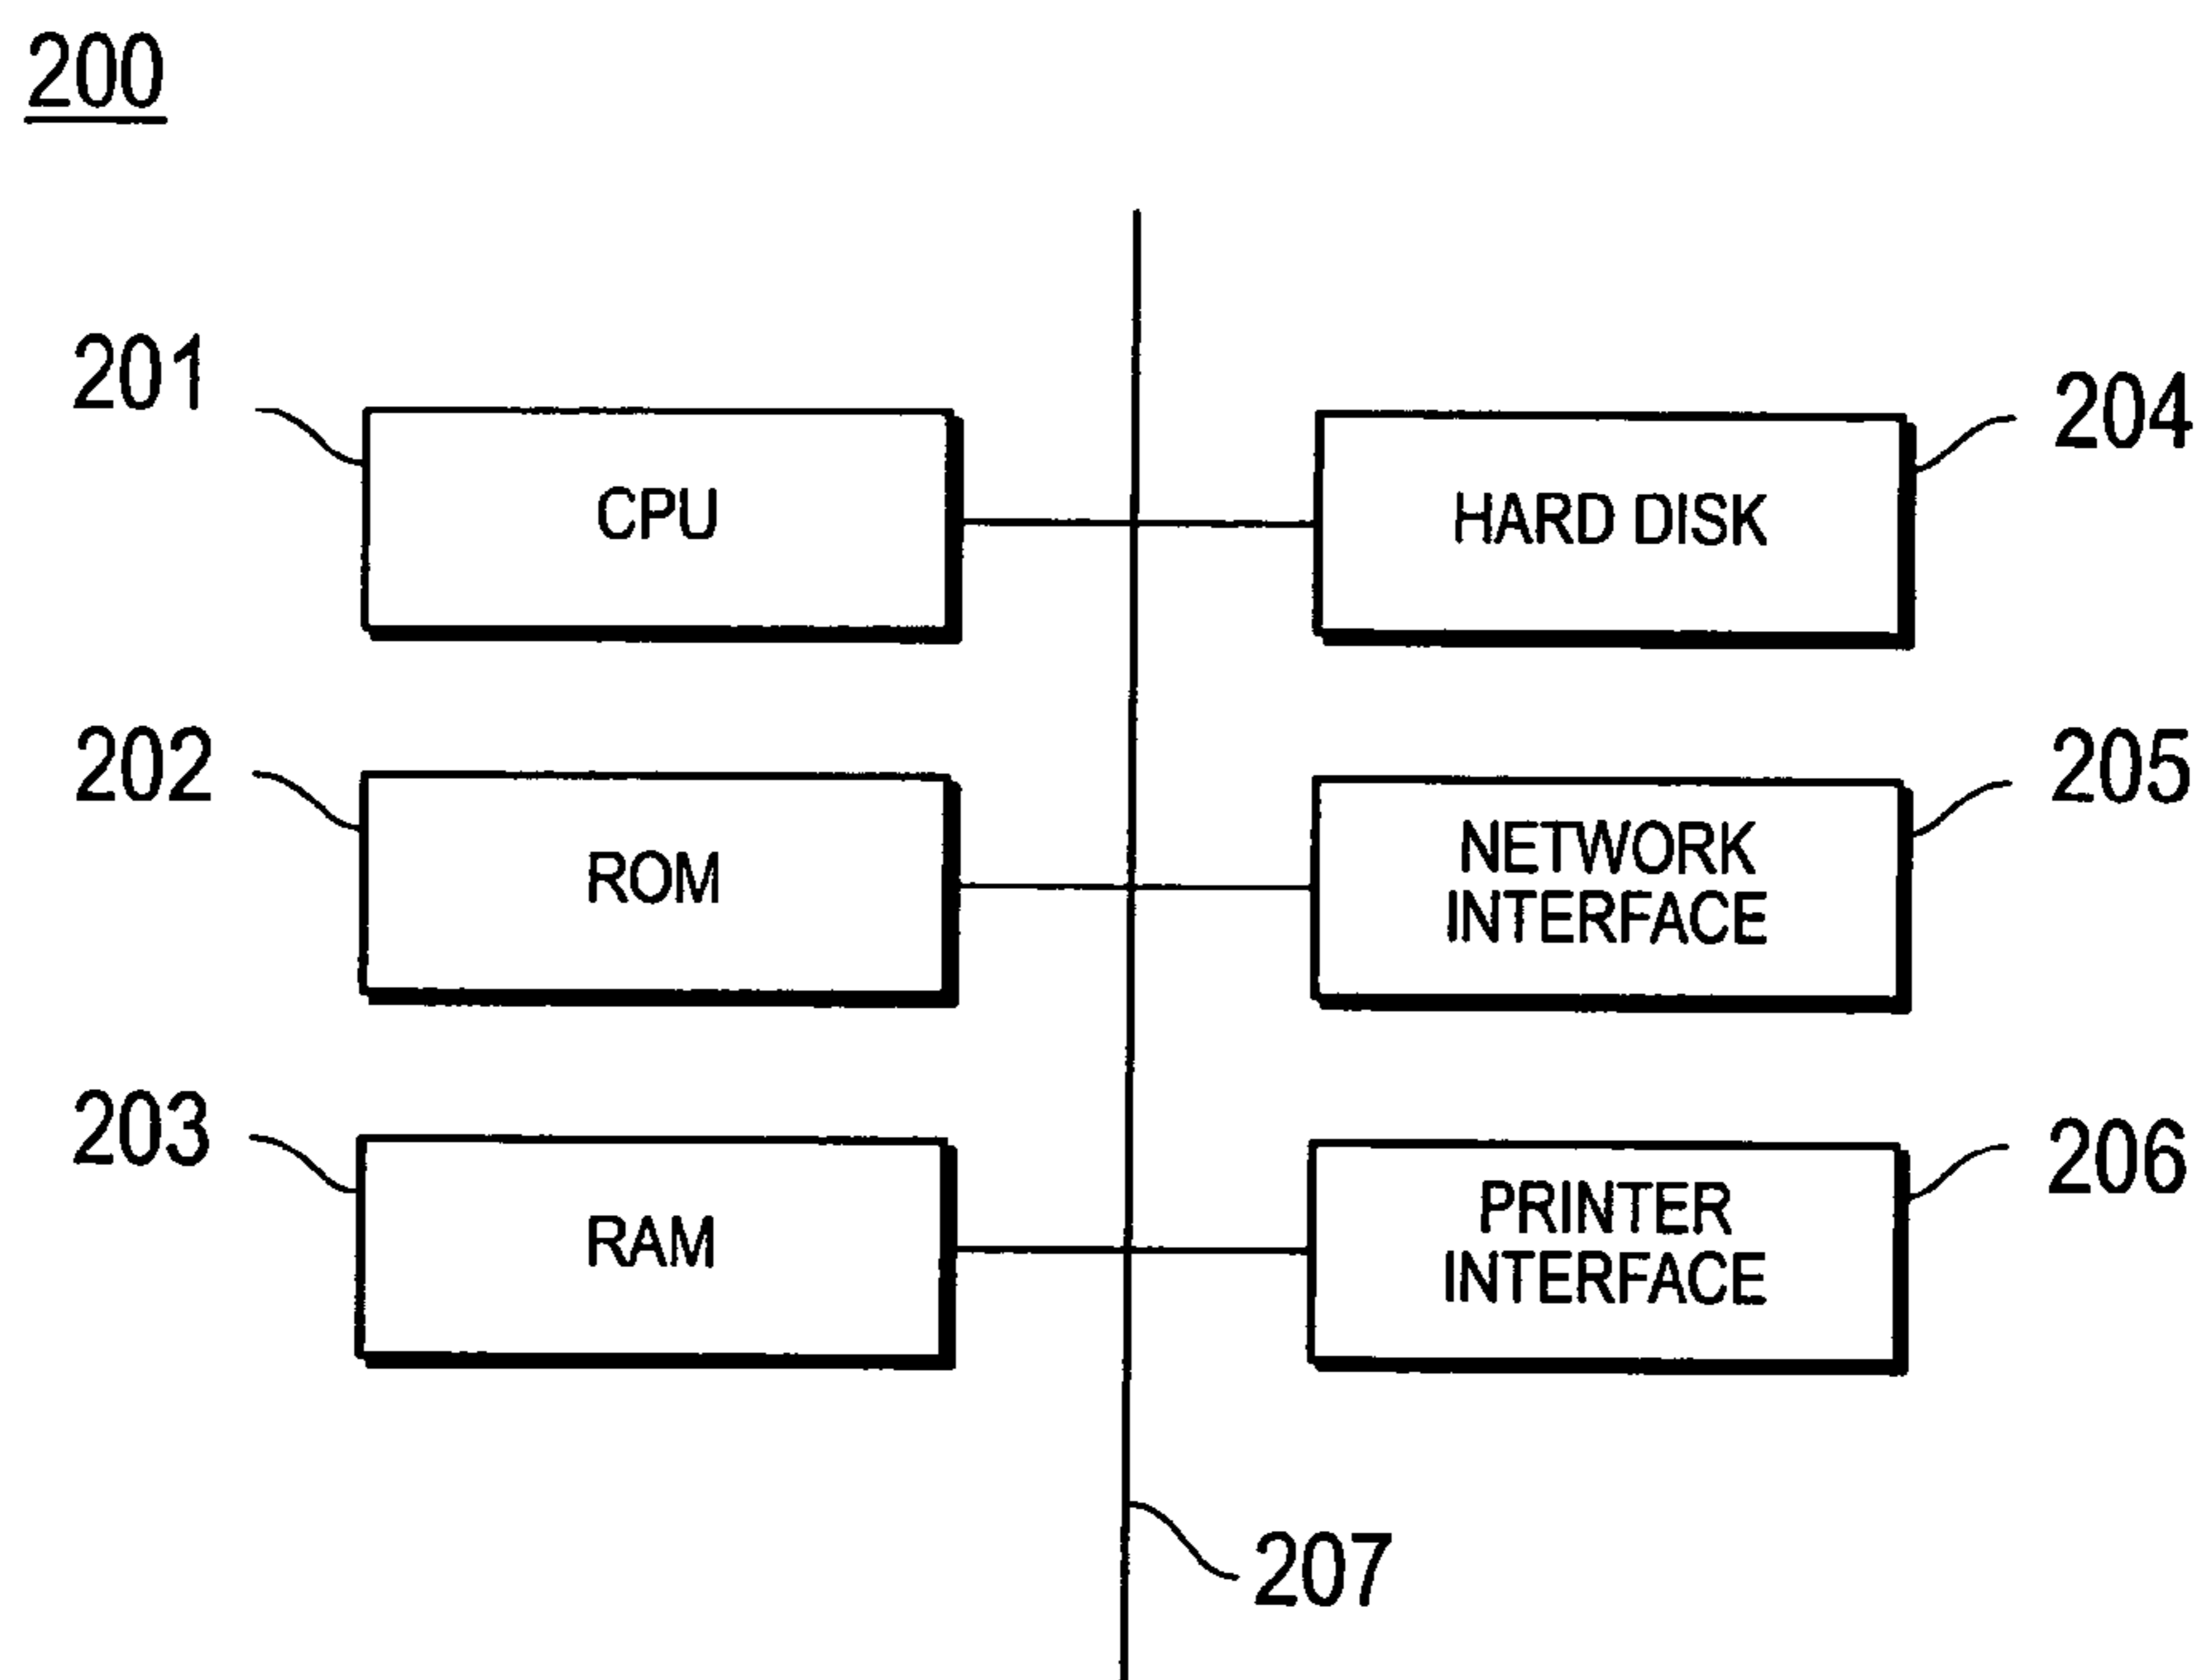 200
201
CPU
HARD DISK
204
202
ROM
NETWORK
INTERFACE
205
203
RAM
PRINTER
INTERFACE
206
207